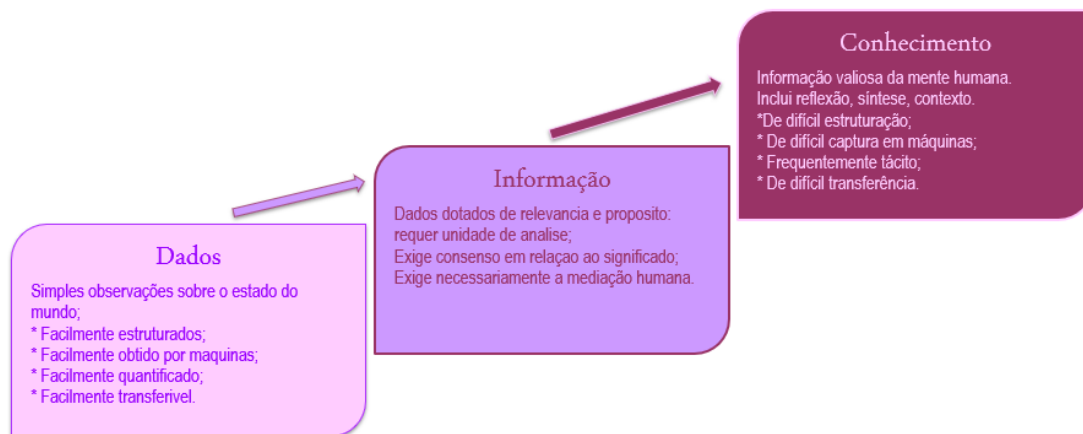 Dados
Simples observações sobre o estado do
mundo;
* Facilmente estruturados;
* Facilmente obtido por maquinas;
* Facilmente quantificado;
* Facilmente transferivel.
Informação
Dados dotados de relevancia e proposito:
requer unidade de analise;
Exige consenso em relaçao ao significado;
Exige necessariamente a mediação humana.
Conhecimento
Informação valiosa da mente humana.
Inclui reflexão, síntese, contexto.
*De difícil estruturação;
* De difícil captura em máquinas;
* Frequentemente tácito;
* De difícil transferência.